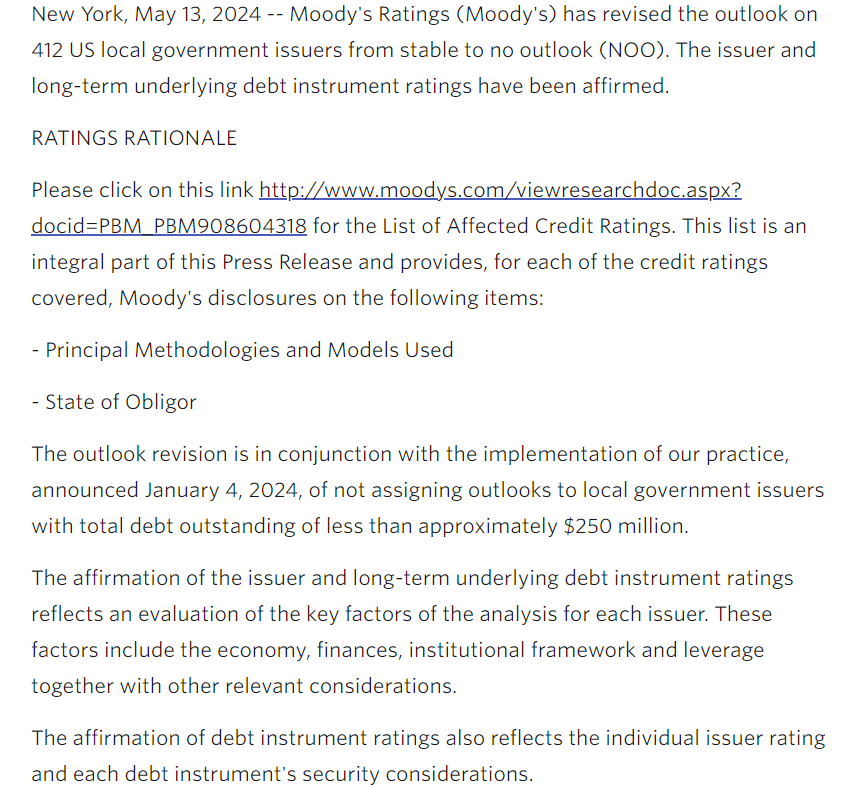 New York, May 13, 2024 -- Moody's Ratings (Moody's) has revised the outlook on
412 US local government issuers from stable to no outlook (NOO). The issuer and
long-term underlying debt instrument ratings have been affirmed.
RATINGS RATIONALE
Please click on this link http://www.moodys.com/viewresearchdoc.aspx?
docid=PBM_PBM908604318 for the List of Affected Credit Ratings. This list is an
integral part of this Press Release and provides, for each of the credit ratings
covered, Moody's disclosures on the following items:
- Principal Methodologies and Models Used
- State of Obligor
The outlook revision is in conjunction with the implementation of our practice,
announced January 4, 2024, of not assigning outlooks to local government issuers
with total debt outstanding of less than approximately $250 million.
The affirmation of the issuer and long-term underlying debt instrument ratings
reflects an evaluation of the key factors of the analysis for each issuer. These
factors include the economy, finances, institutional framework and leverage
together with other relevant considerations.
The affirmation of debt instrument ratings also reflects the individual issuer rating
and each debt instrument's security considerations.